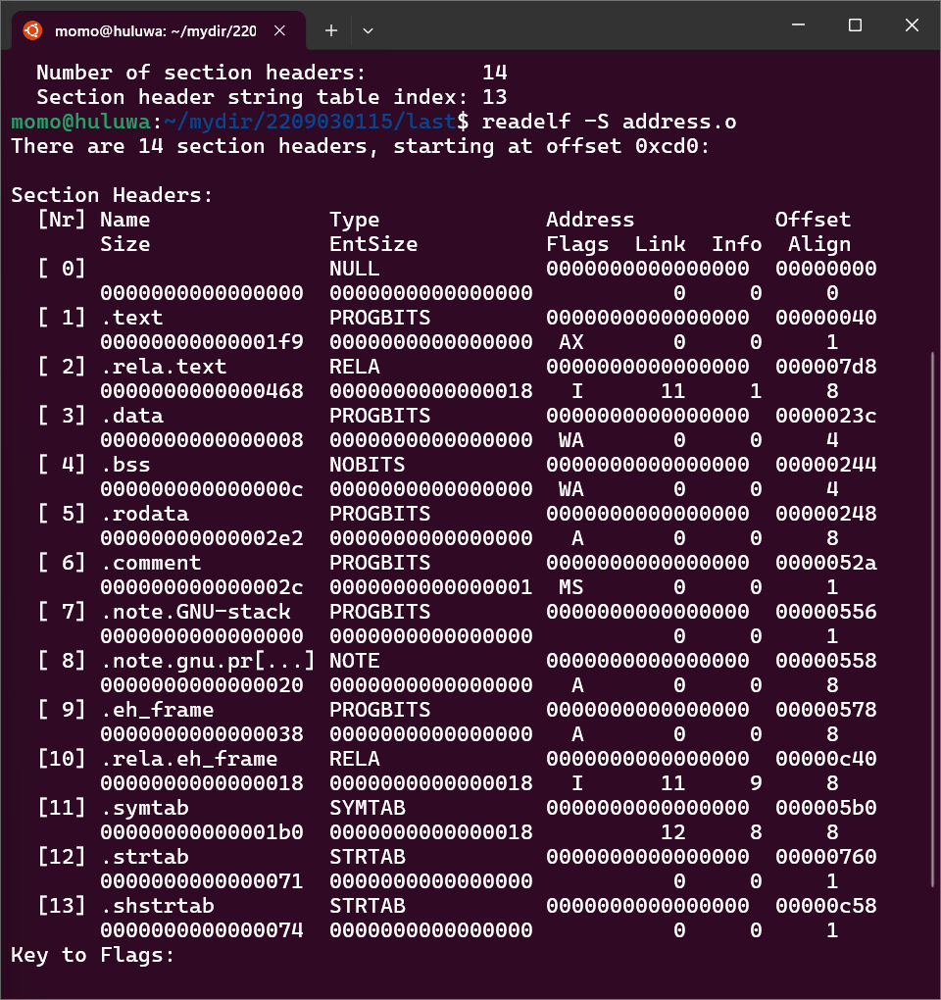 momo@huluwa: ~/mydir/220
  Number of section headers:         14
  Section header string table index: 13
momo@huluwa:~/mydir/2209030115/last$ readelf -S address.o
There are 14 section headers, starting at offset 0xcd0:

Section Headers:
  [Nr] Name              Type             Address           Offset
       Size              EntSize          Flags  Link  Info  Align
  [ 0]                   NULL             0000000000000000  00000000
       0000000000000000  0000000000000000           0     0     0
  [ 1] .text             PROGBITS         0000000000000000  00000040
       00000000000001f9  0000000000000000  AX       0     0     1
  [ 2] .rela.text        RELA             0000000000000000  000007d8
       0000000000000468  0000000000000018   I      11     1     8
  [ 3] .data             PROGBITS         0000000000000000  0000023c
       0000000000000008  0000000000000000  WA       0     0     4
  [ 4] .bss              NOBITS           0000000000000000  00000244
       000000000000000c  0000000000000000  WA       0     0     4
  [ 5] .rodata           PROGBITS         0000000000000000  00000248
       00000000000002e2  0000000000000000   A       0     0     8
  [ 6] .comment          PROGBITS         0000000000000000  0000052a
       000000000000002c  0000000000000001  MS       0     0     1
  [ 7] .note.GNU-stack   PROGBITS         0000000000000000  00000556
       0000000000000000  0000000000000000           0     0     1
  [ 8] .note.gnu.pr[...] NOTE             0000000000000000  00000558
       0000000000000020  0000000000000000   A       0     0     8
  [ 9] .eh_frame         PROGBITS         0000000000000000  00000578
       0000000000000038  0000000000000000   A       0     0     8
  [10] .rela.eh_frame    RELA             0000000000000000  00000c40
       0000000000000018  0000000000000018   I      11     9     8
  [11] .symtab           SYMTAB           0000000000000000  000005b0
       00000000000001b0  0000000000000018          12     8     8
  [12] .strtab           STRTAB           0000000000000000  00000760
       0000000000000071  0000000000000000           0     0     1
  [13] .shstrtab         STRTAB           0000000000000000  00000c58
       0000000000000074  0000000000000000           0     0     1
Key to Flags: